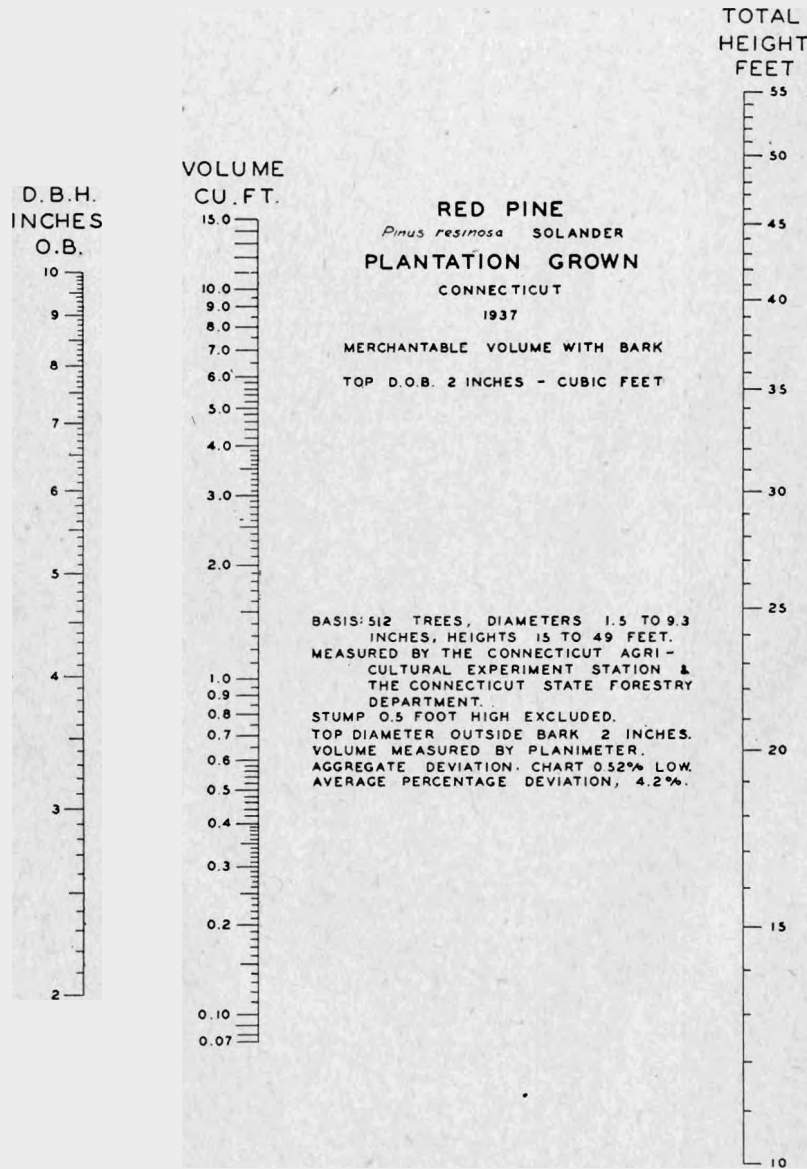 TOTAL
HEIGHT
FEET
55
50
45
40
35
30
25
20
15
10
VOLUME
CU.FT.
15.0
10.0
9.0
8.0
7.0
6.0
5.0
4.0
3.0
2.0
1.0
0.9
0.8
0.7
0.6
0.5
0.4
0.3
0.2
0.10
0.07
D.B.H.
INCHES
O.B.
10
9
8
7
6
5
4
3
2
RED PINE
Pinus resinosa SOLANDER
PLANTATION GROWN
CONNECTICUT
1937
MERCHANTABLE VOLUME WITH BARK
TOP D.O.B. 2 INCHES - CUBIC FEET
BASIS: 512 TREES, DIAMETERS 1.5 TO 9.3
INCHES, HEIGHTS 15 TO 49 FEET.
MEASURED BY THE CONNECTICUT AGRI-
CULTURAL EXPERIMENT STATION &
THE CONNECTICUT STATE FORESTRY
DEPARTMENT.
STUMP 0.5 FOOT HIGH EXCLUDED.
TOP DIAMETER OUTSIDE BARK 2 INCHES.
VOLUME MEASURED BY PLANIMETER.
AGGREGATE DEVIATION. CHART 0.52% LOW.
AVERAGE PERCENTAGE DEVIATION, 4.2%.